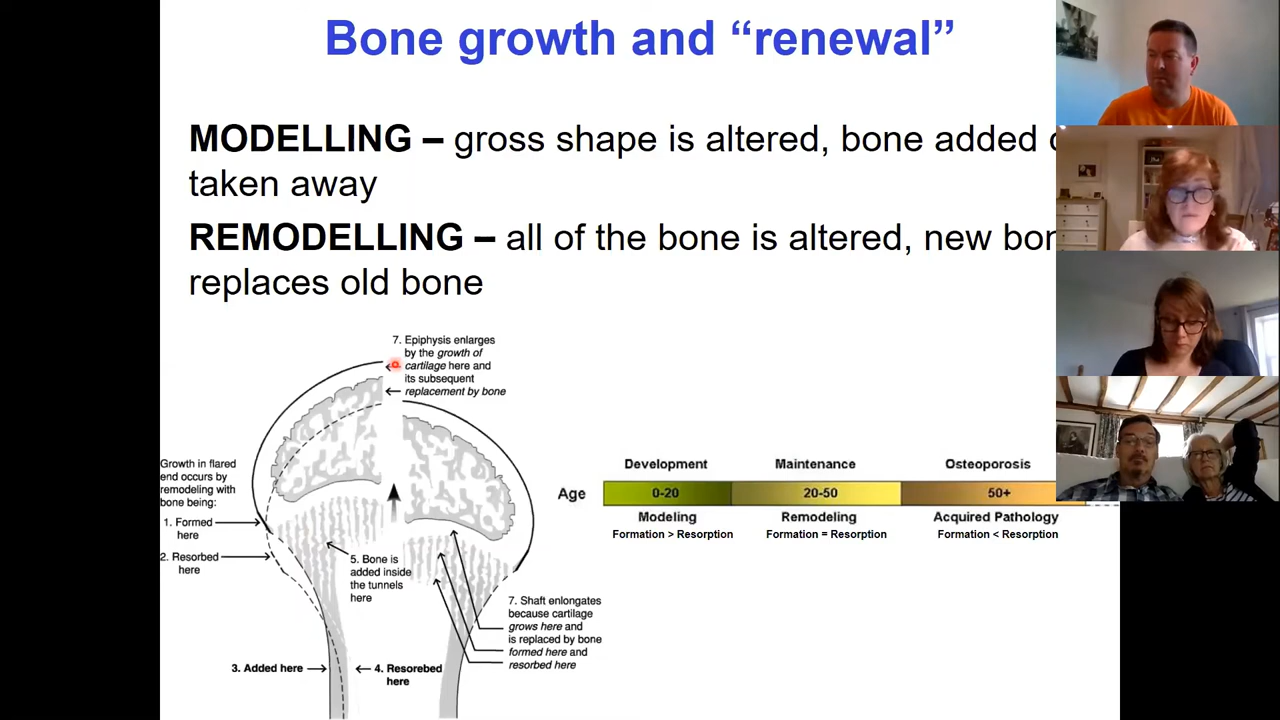 Bone growth and “renewal”
MODELLING – gross shape is altered, bone added
taken away
REMODELLING – all of the bone is altered, new
replaces old bone
7. Epiphysis enlarges
by the growth of
cartilage here and
its subsequent
replacement by bone
Growth in flared
end occurs by
remodeling with
bone being:
1. Formed
here
2. Resorbed
here
5. Bone is
added inside
the tunnels
here
7. Shaft enlongates
because cartilage
grows here and
is replaced by bone
formed here and
resorbed here
3. Added here
4. Resorebed
here
Development Maintenance Osteoporosis
Age 0-20 20-50 50+
Modeling Remodeling Acquired Pathology
Formation > Resorption Formation = Resorption Formation < Resorption